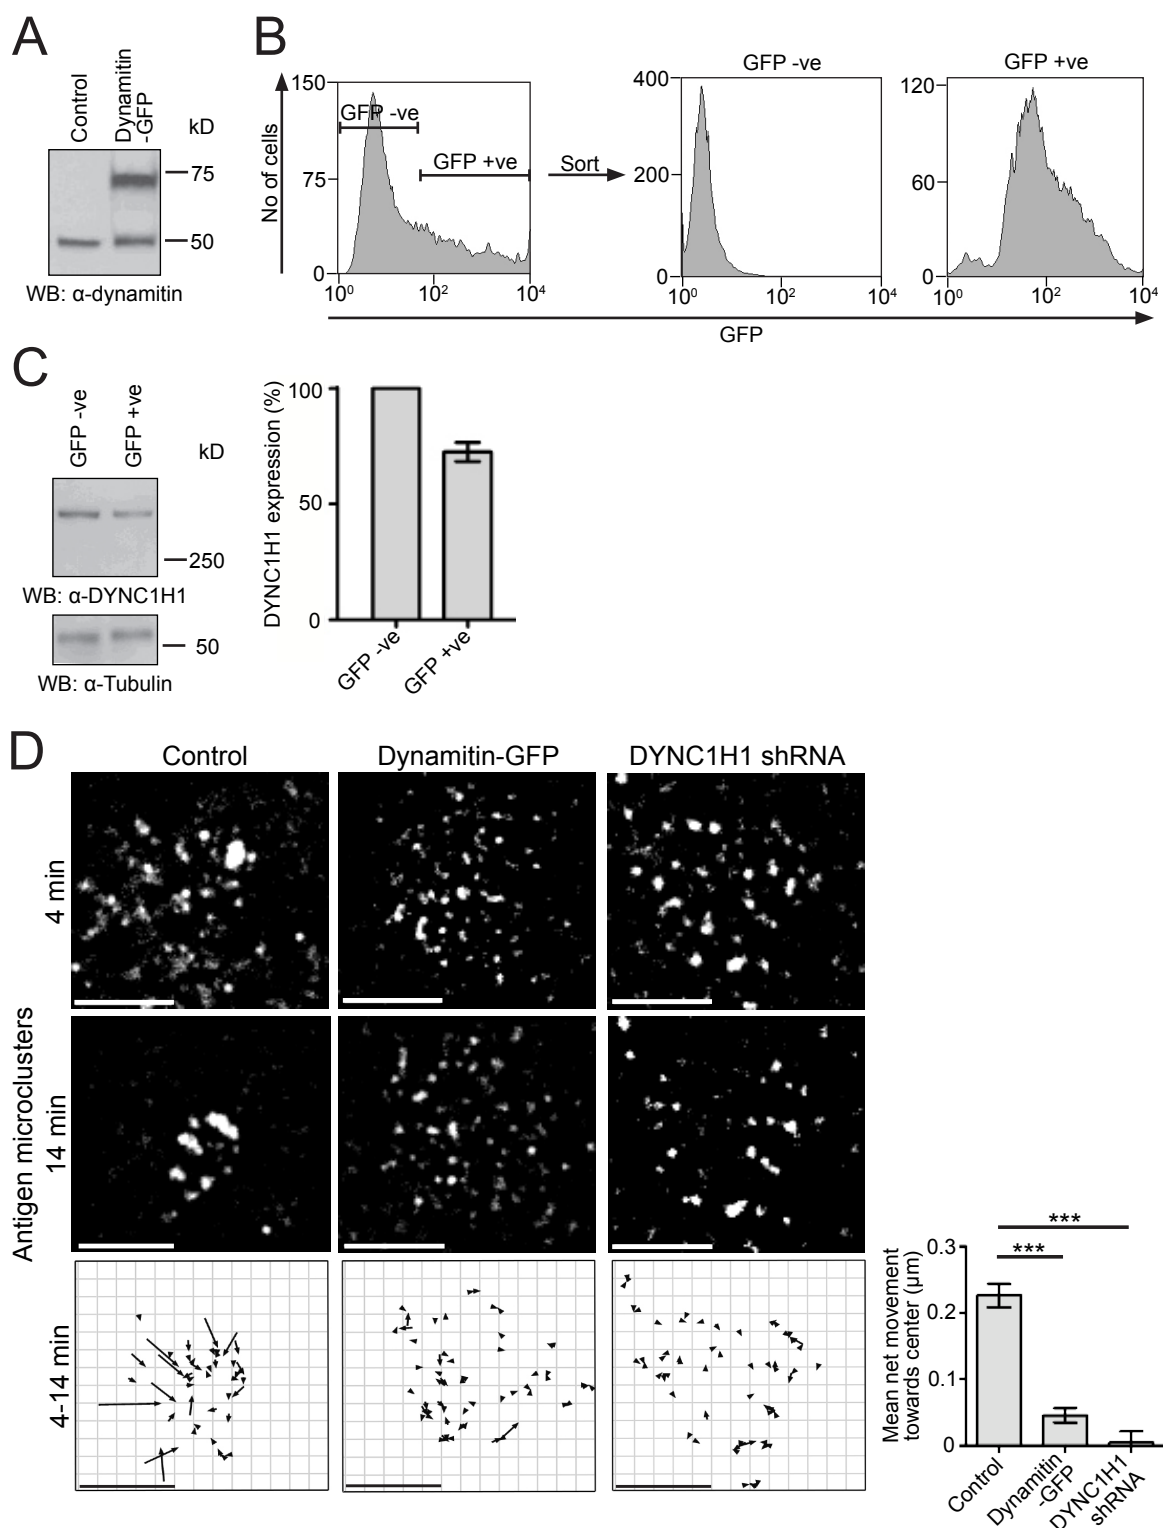 A
Control
Dynamitin
-GFP
kD
75
50
WB: α-dynamitin
B
No of cells
150
75
0
GFP -ve
GFP +ve
10⁰ 10² 10⁴
Sort
GFP -ve
400
200
0
10⁰ 10² 10⁴
GFP +ve
120
60
0
10⁰ 10² 10⁴
GFP
C
GFP -ve
GFP +ve
kD
250
WB: α-DYNC1H1
50
WB: α-Tubulin
DYNC1H1 expression (%)
100
50
0
GFP -ve
GFP +ve
D
Control
Dynamitin-GFP
DYNC1H1 shRNA
Antigen microclusters
4 min
14 min
4-14 min
Mean net movement
towards center (µm)
0.3
0.2
0.1
0
***
***
Control
Dynamitin
-GFP
DYNC1H1
shRNA